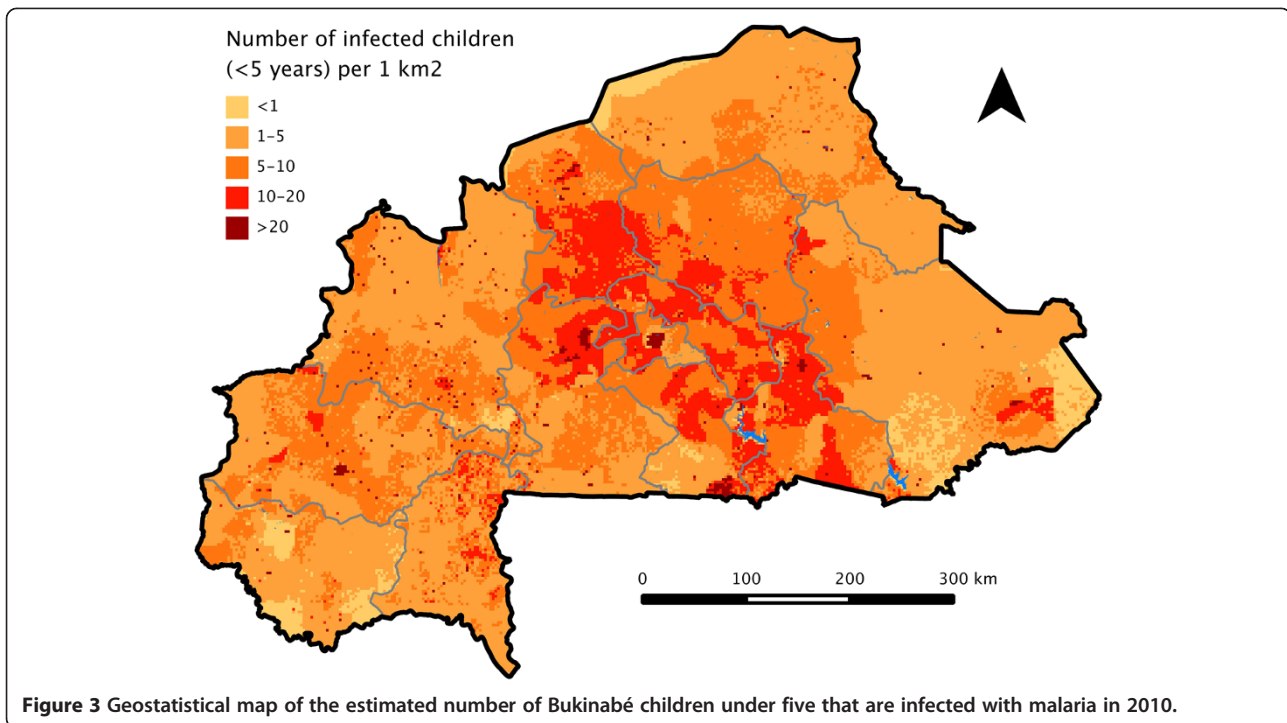 Number of infected children
(<5 years) per 1 km2
<1
1–5
5–10
10–20
>20
0 100 200 300 km
Figure 3 Geostatistical map of the estimated number of Bukinabé children under five that are infected with malaria in 2010.